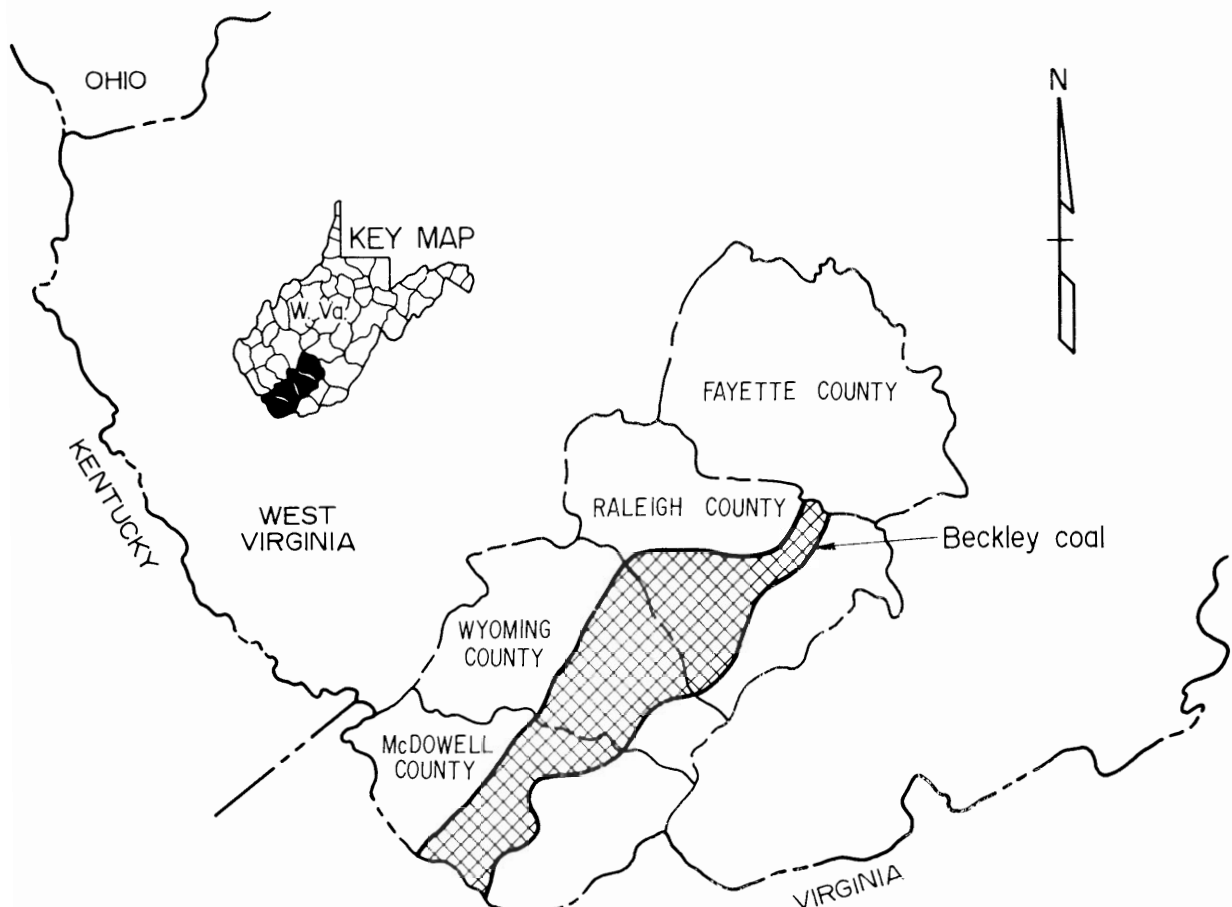 OHIO
N
KEY MAP
W. Va.
FAYETTE COUNTY
KENTUCKY
RALEIGH COUNTY
WEST
VIRGINIA
Beckley coal
WYOMING
COUNTY
McDOWELL
COUNTY
VIRGINIA